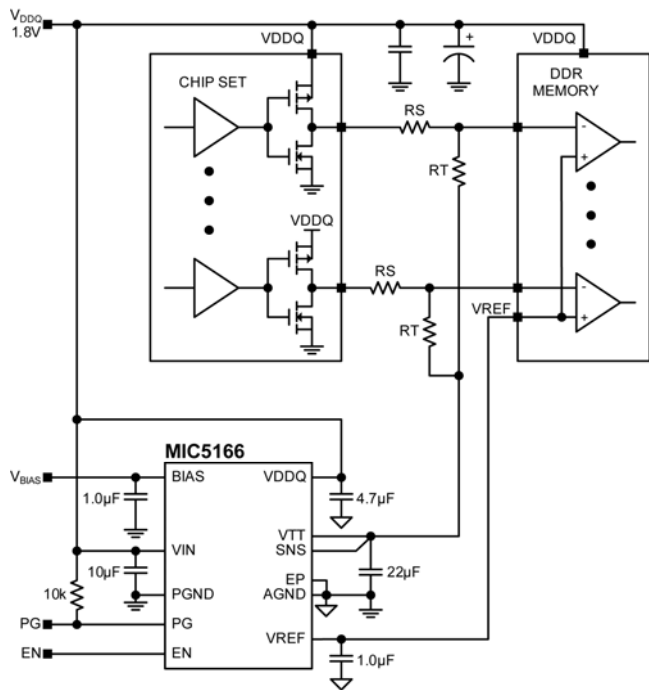 VDDQ
1.8V
VDDQ
VDDQ
CHIP SET
DDR
MEMORY
RS
-
+
RT
VDDQ
RS
-
VREF
+
RT
MIC5166
VBIAS
BIAS
VDDQ
1.0µF
4.7µF
VTT
VIN
SNS
10µF
22µF
10k
EP
PGND
AGND
PG
PG
VREF
EN
EN
1.0µF
+